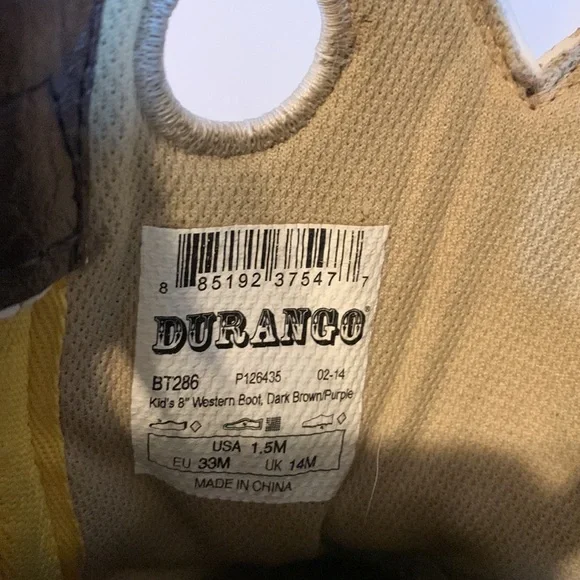 8 85192 37547 7
DURANGO®
BT286 P126435 02-14
Kid's 8" Western Boot, Dark Brown/Purple
USA 1.5M
EU 33M UK 14M
MADE IN CHINA